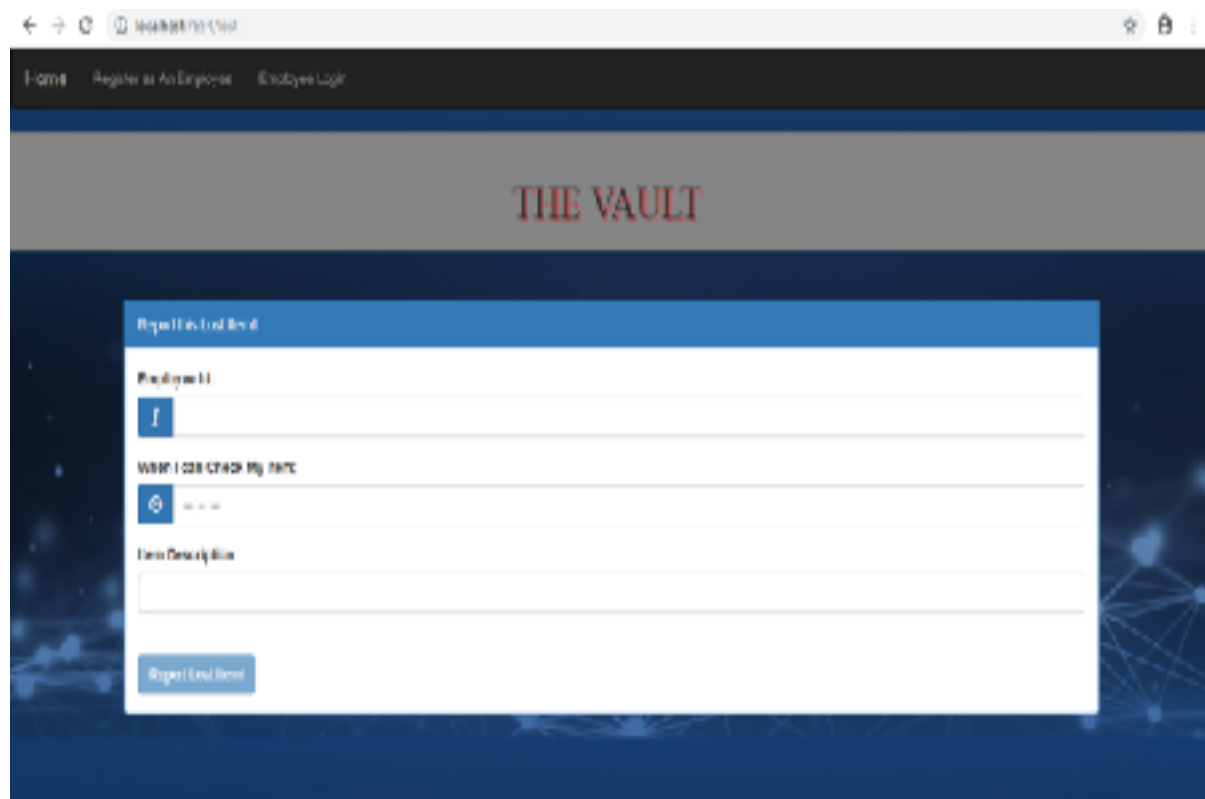 Home Register as An Employee Employee Login
THE VAULT
Report this Lost Item!
Employee Id
When I can Check My Item:
Item Description
Report Lost Item!